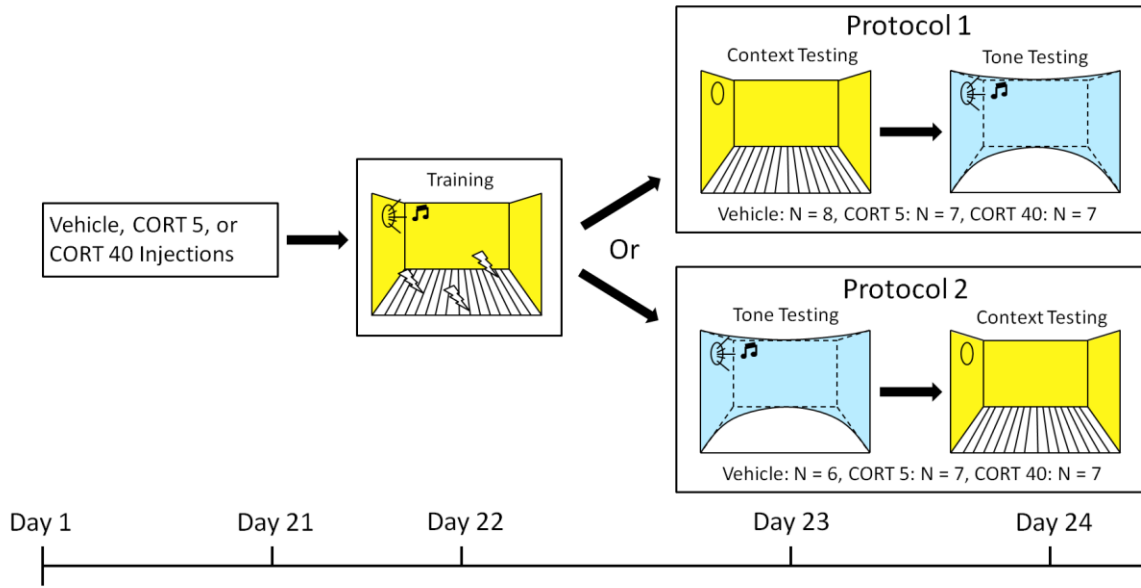 Vehicle, CORT 5, or
CORT 40 Injections
Training
Or
Protocol 1
Context Testing
Tone Testing
Vehicle: N = 8, CORT 5: N = 7, CORT 40: N = 7
Protocol 2
Tone Testing
Context Testing
Vehicle: N = 6, CORT 5: N = 7, CORT 40: N = 7
Day 1
Day 21
Day 22
Day 23
Day 24